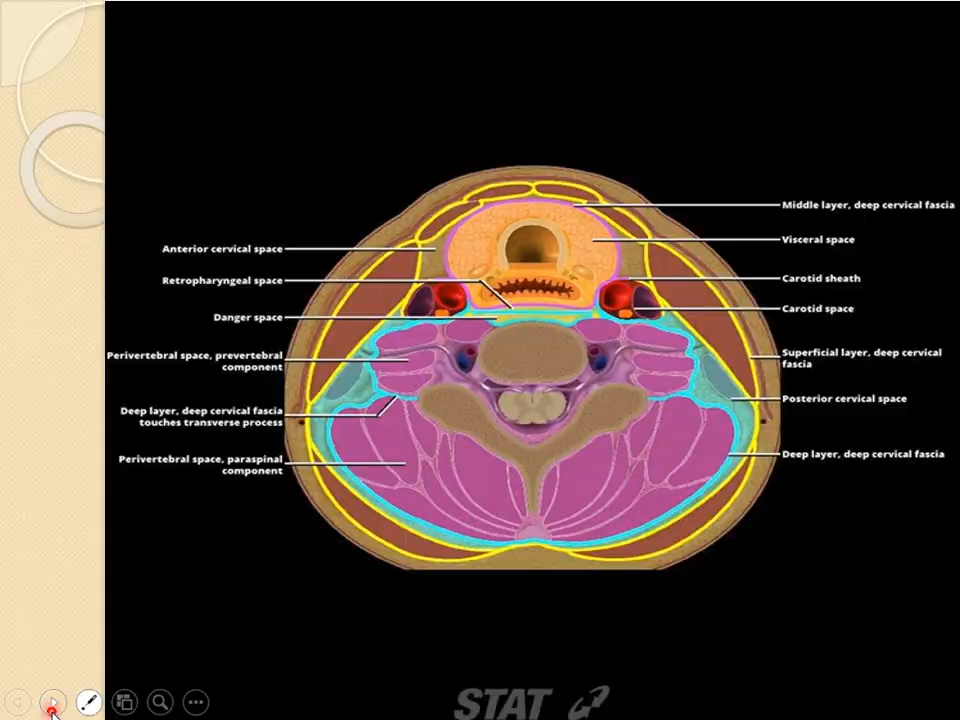 Middle layer, deep cervical fascia
Anterior cervical space
Visceral space
Retropharyngeal space
Carotid sheath
Danger space
Carotid space
Perivertebral space, prevertebral
component
Superficial layer, deep cervical
fascia
Deep layer, deep cervical fascia
touches transverse process
Posterior cervical space
Perivertebral space, paraspinal
component
Deep layer, deep cervical fascia
STAT